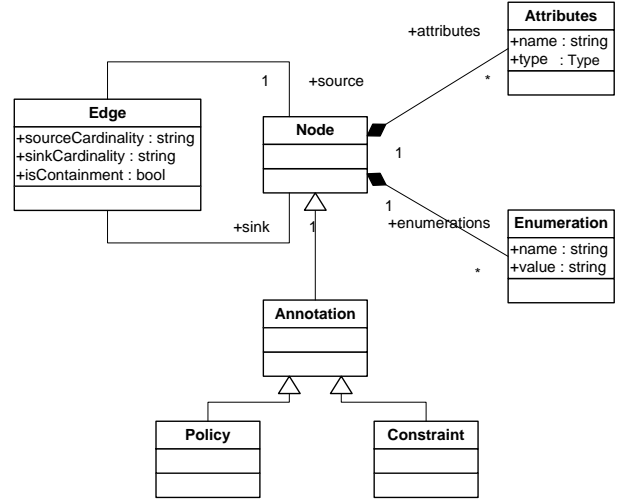 Attributes
+name : string
+type : Type
+attributes
*
1
+source
Edge
+sourceCardinality : string
+sinkCardinality : string
+isContainment : bool
Node
1
1
+enumerations
+sink
1
Enumeration
+name : string
+value : string
*
Annotation
Policy
Constraint